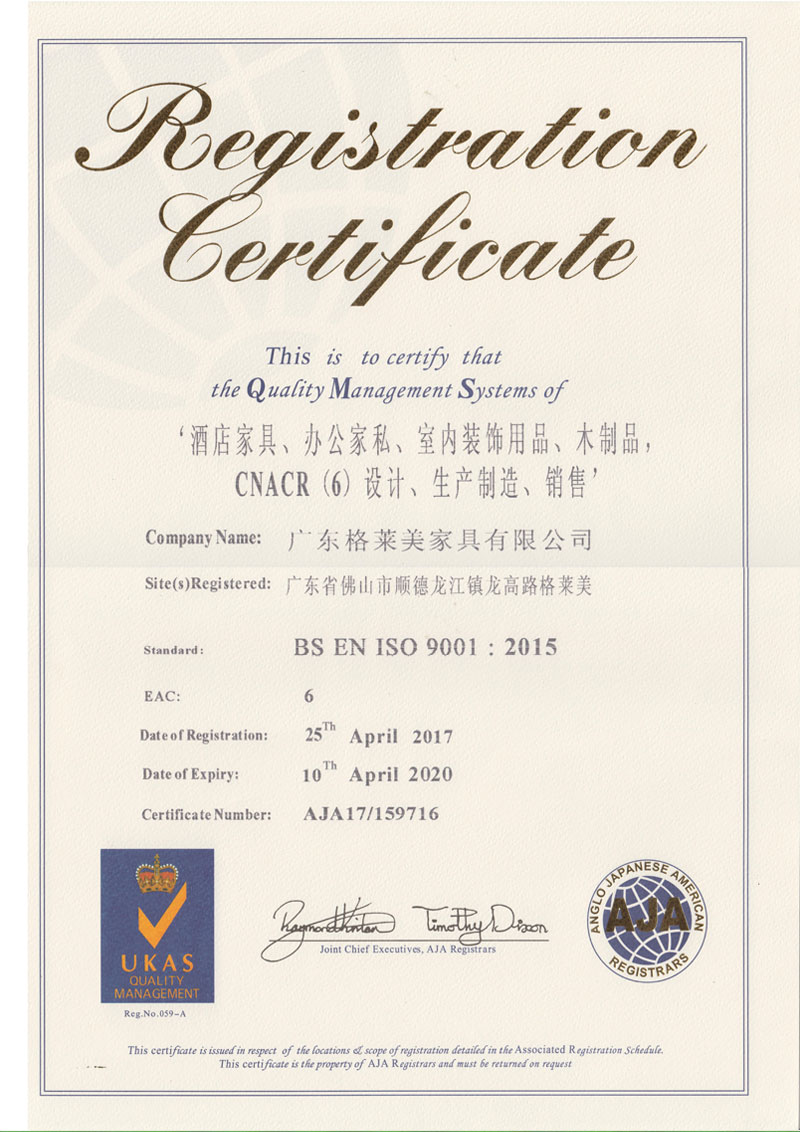 Registration
Certificate
This is to certify that
the Quality Management Systems of
‘酒店家具、办公家私、室内装饰用品、木制品，
CNACR (6) 设计、生产制造、销售’
Company Name: 广东格莱美家具有限公司
Site(s)Registered: 广东省佛山市顺德龙江镇龙高路格莱美
Standard: BS EN ISO 9001 : 2015
EAC: 6
Date of Registration: 25Th April 2017
Date of Expiry: 10Th April 2020
Certificate Number: AJA17/159716
UKAS
QUALITY
MANAGEMENT
Reg.No.059-A
Timothy Dixon
Joint Chief Executives, AJA Registrars
ANGLO JAPANESE AMERICAN
AJA
REGISTRARS
This certificate is issued in respect of the locations & scope of registration detailed in the Associated Registration Schedule.
This certificate is the property of AJA Registrars and must be returned on request